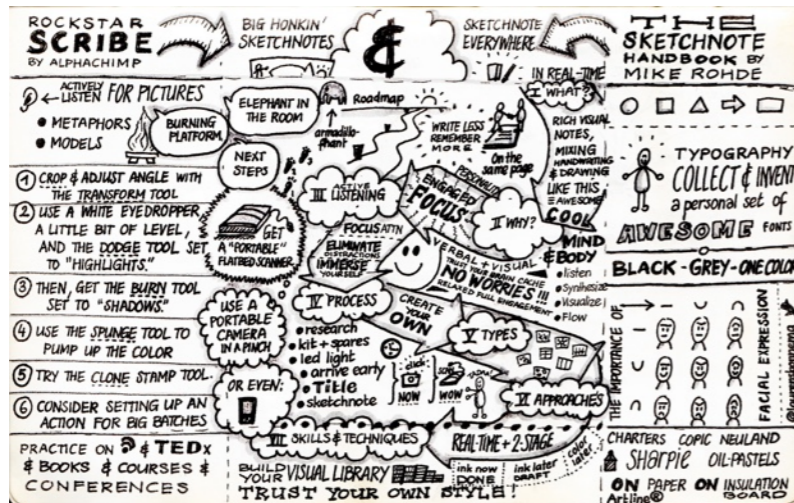 ROCKSTAR
SCRIBE
BY ALPHACHIMP
BIG HONKIN'
SKETCHNOTES
&
SKETCHNOTE
EVERYWHERE
IN REAL-TIME
THE
SKETCHNOTE
HANDBOOK BY
MIKE ROHDE
ACTIVELY
LISTEN FOR PICTURES
• METAPHORS
• MODELS
BURNING
PLATFORM
ELEPHANT IN
THE ROOM
armadillo-
phant
Roadmap
NEXT
STEPS
① CROP & ADJUST ANGLE WITH
THE TRANSFORM TOOL
② USE A WHITE EYEDROPPER,
A LITTLE BIT OF LEVEL,
AND THE DODGE TOOL SET
TO "HIGHLIGHTS."
③ THEN, GET THE BURN TOOL
SET TO "SHADOWS."
④ USE THE SPUNGE TOOL TO
PUMP UP THE COLOR
⑤ TRY THE CLONE STAMP TOOL.
⑥ CONSIDER SETTING UP AN
ACTION FOR BIG BATCHES
PRACTICE ON & TEDx
& BOOKS & COURSES &
CONFERENCES
GET
A "PORTABLE"
FLATBED SCANNER
USE A
PORTABLE
CAMERA
IN A PINCH
OR EVEN:
I WHAT?
RICH VISUAL
NOTES,
MIXING
HANDWRITING
& DRAWING
LIKE THIS
= AWESOME
COOL
WRITE LESS
REMEMBER
MORE
On the
same page
PERSONALITY
ENGAGED
FOCUS
II WHY?
MIND
& BODY
• listen
• Synthesize
• Visualize
• Flow
III ACTIVE
LISTENING
FOCUS ATTN
ELIMINATE
DISTRACTIONS
IMMERSE
YOURSELF
VERBAL + VISUAL
TRUST YOUR BRAIN CACHE
NO WORRIES!!!
RELAXED FULL ENGAGEMENT
IV PROCESS
• research
• kit + spares
• led light
• arrive early
• Title
• sketchnote
CREATE
YOUR
OWN
click
NOW
WOW
V TYPES
VI APPROACHES
REAL-TIME + 2-STAGE
ink now
DONE
ink later
DRAFT
color
later
VII SKILLS & TECHNIQUES
BUILD
YOUR VISUAL LIBRARY
TRUST YOUR OWN STYLE!
TYPOGRAPHY
COLLECT & INVENT
a personal set of
AWESOME FONTS
BLACK - GREY - ONE COLOR
THE IMPORTANCE OF
FACIAL EXPRESSION
CHARTERS COPIC NEULAND
Sharpie OIL-PASTELS
ON PAPER ON INSULATION
Artline® BOARD